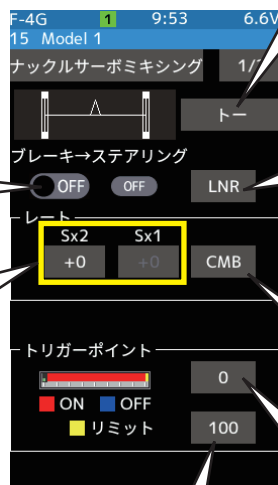 F-4G 1 9:53 6.6V
15 Model 1
ナックルサーボミキシング 1/
トー
ブレーキ→ステアリング
OFF OFF LNR
レート
Sx2 Sx1
+0 +0 CMB
トリガーポイント
0
ON OFF
リミット 100